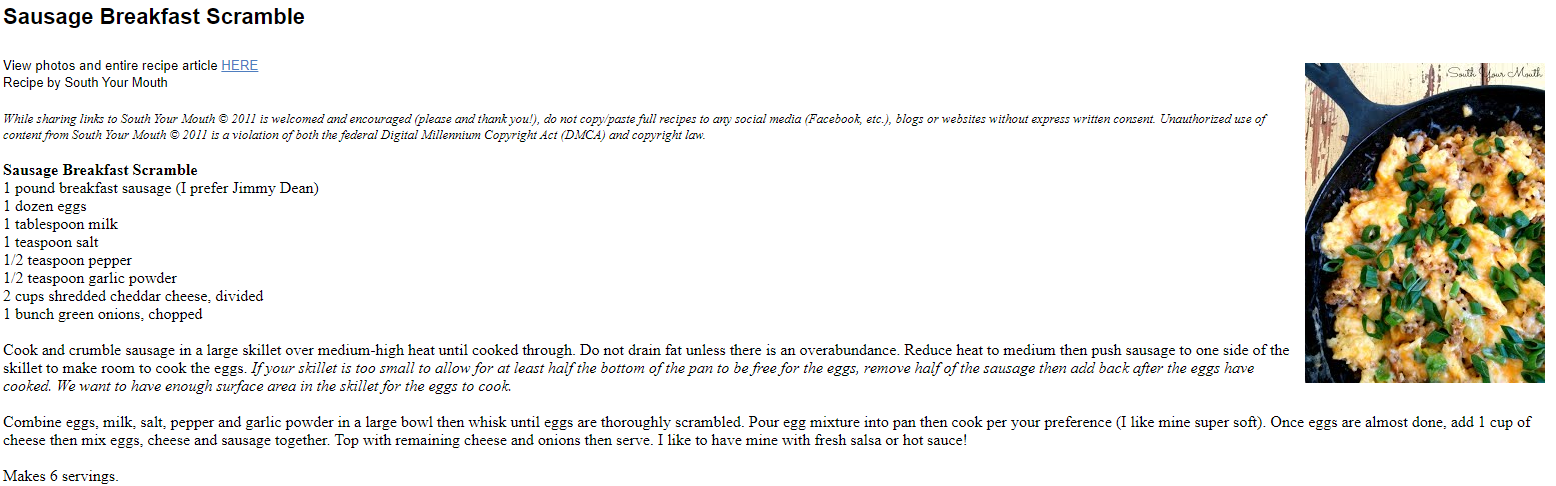 Sausage Breakfast Scramble
View photos and entire recipe article HERE
Recipe by South Your Mouth
South Your Mouth
While sharing links to South Your Mouth © 2011 is welcomed and encouraged (please and thank you!), do not copy/paste full recipes to any social media (Facebook, etc.), blogs or websites without express written consent. Unauthorized use of
content from South Your Mouth © 2011 is a violation of both the federal Digital Millennium Copyright Act (DMCA) and copyright law.
Sausage Breakfast Scramble
1 pound breakfast sausage (I prefer Jimmy Dean)
1 dozen eggs
1 tablespoon milk
1 teaspoon salt
1/2 teaspoon pepper
1/2 teaspoon garlic powder
2 cups shredded cheddar cheese, divided
1 bunch green onions, chopped
Cook and crumble sausage in a large skillet over medium-high heat until cooked through. Do not drain fat unless there is an overabundance. Reduce heat to medium then push sausage to one side of the
skillet to make room to cook the eggs. If your skillet is too small to allow for at least half the bottom of the pan to be free for the eggs, remove half of the sausage then add back after the eggs have
cooked. We want to have enough surface area in the skillet for the eggs to cook.
Combine eggs, milk, salt, pepper and garlic powder in a large bowl then whisk until eggs are thoroughly scrambled. Pour egg mixture into pan then cook per your preference (I like mine super soft). Once eggs are almost done, add 1 cup of
cheese then mix eggs, cheese and sausage together. Top with remaining cheese and onions then serve. I like to have mine with fresh salsa or hot sauce!
Makes 6 servings.